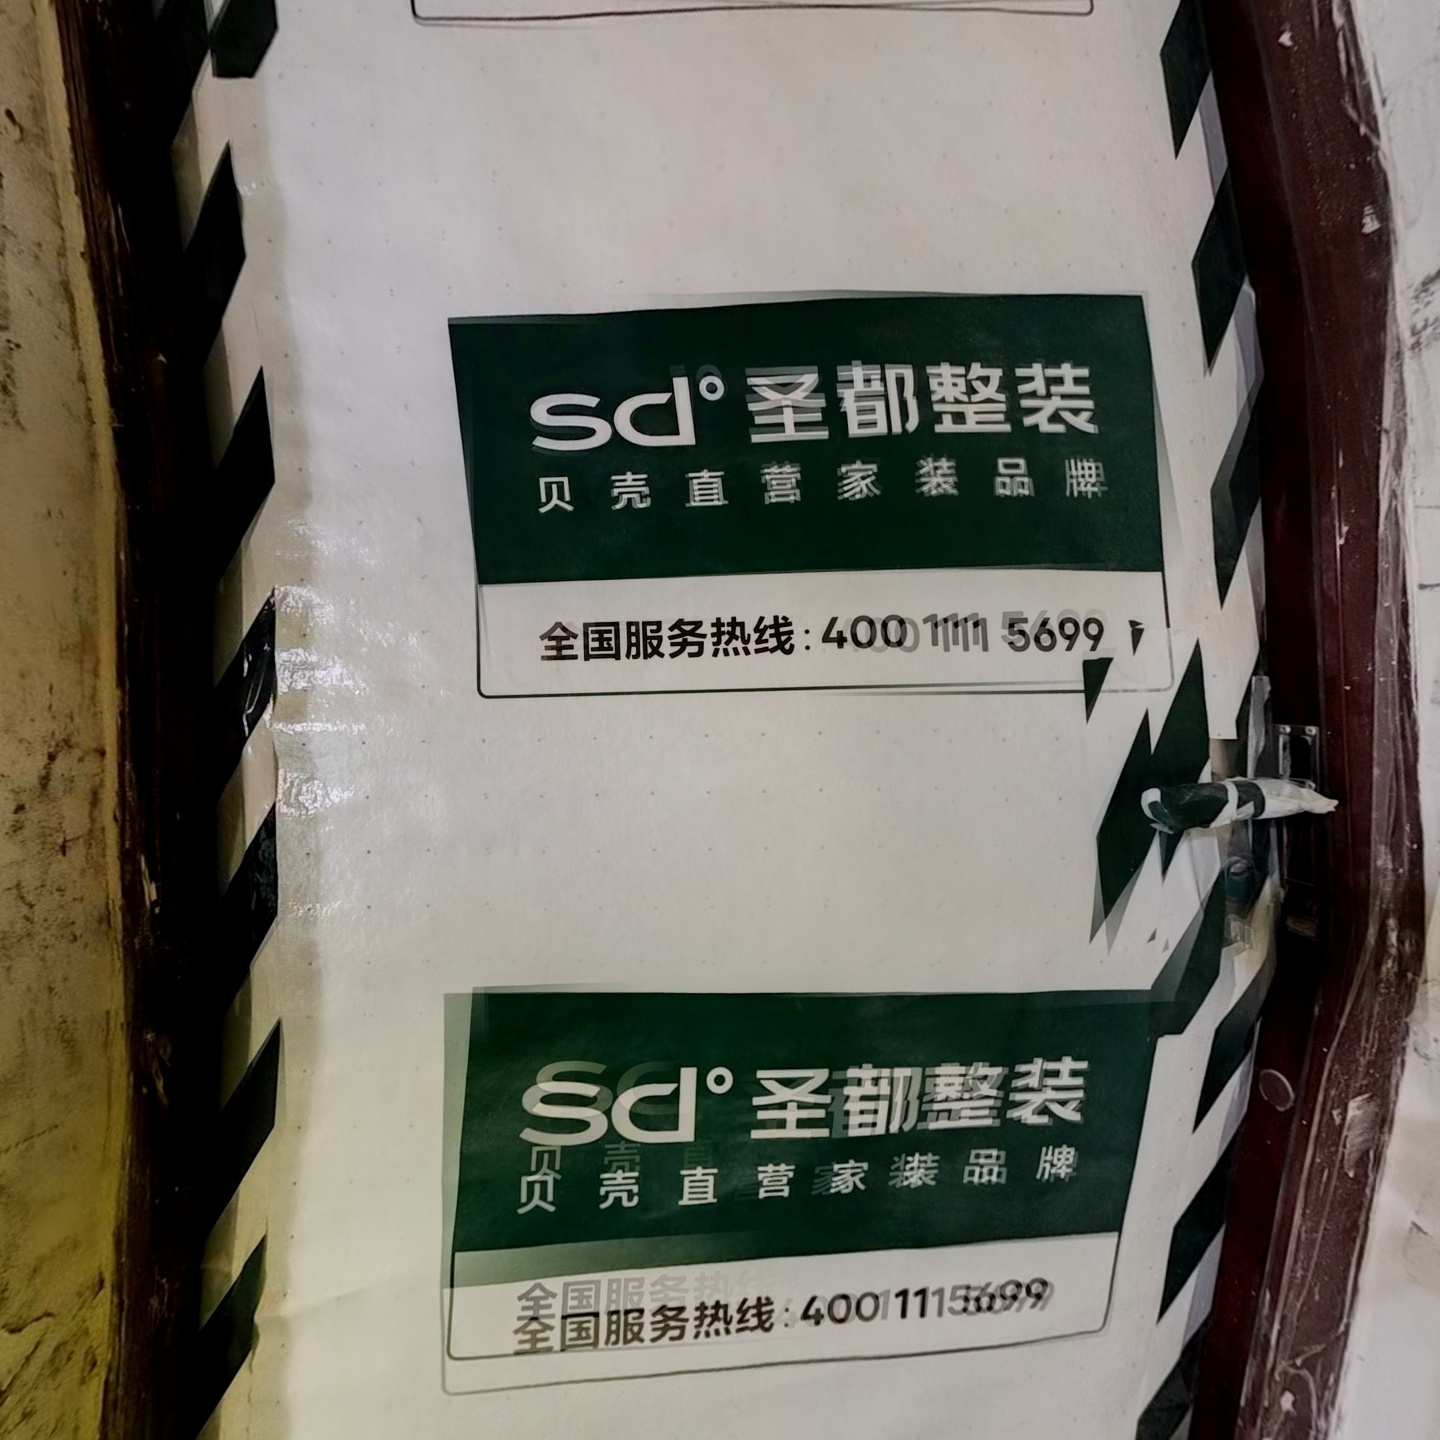 sd° 圣都整装
贝壳直营家装品牌
全国服务热线:400 1111 5699
sd° 圣都整装
贝壳直营家装品牌
全国服务热线:400